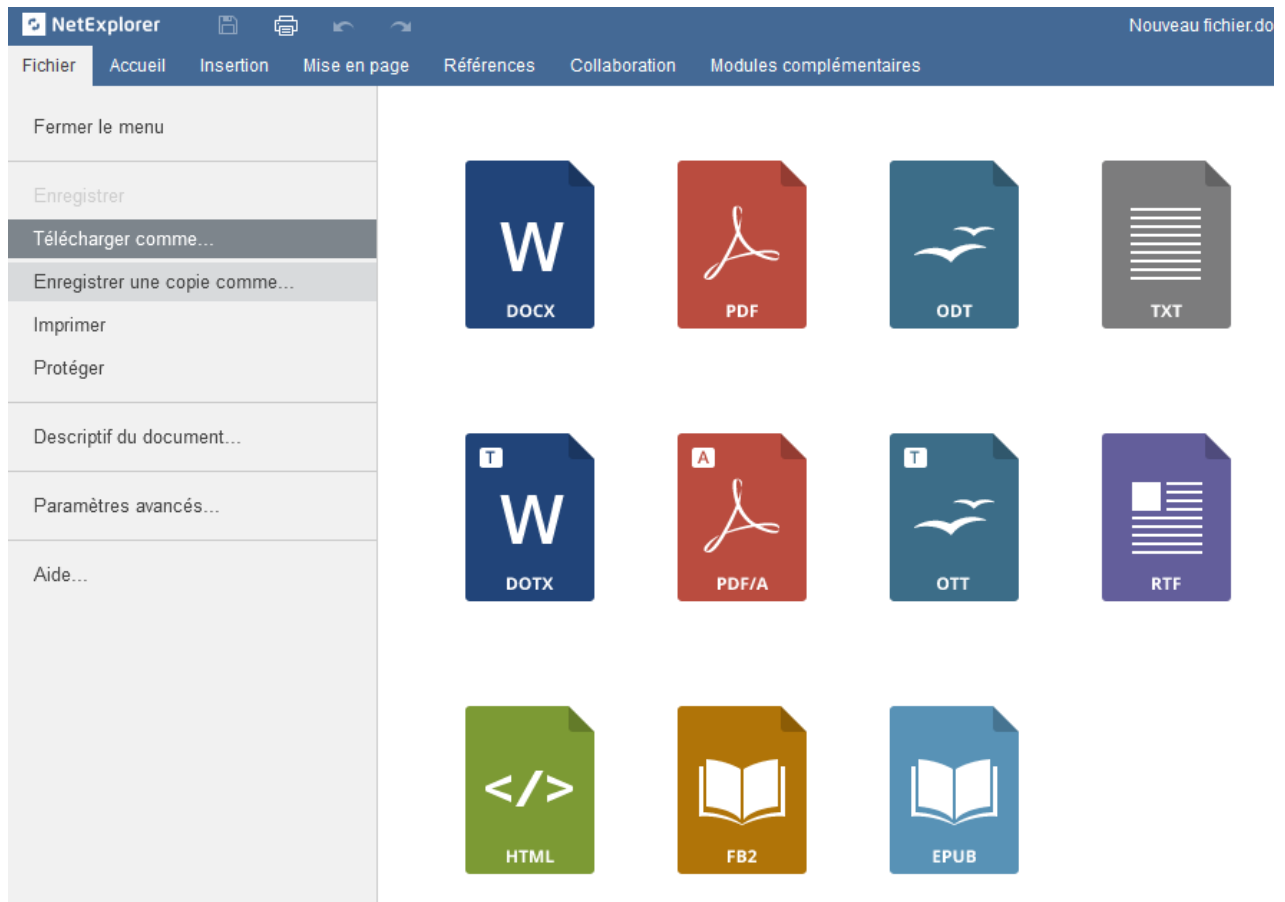 NetExplorer
Nouveau fichier.do
Fichier Accueil Insertion Mise en page Références Collaboration Modules complémentaires
Fermer le menu
Enregistrer
Télécharger comme...
Enregistrer une copie comme...
Imprimer
Protéger
Descriptif du document...
Paramètres avancés...
Aide...
W
DOCX
PDF
ODT
TXT
T
W
DOTX
A
PDF/A
T
OTT
RTF
</>
HTML
FB2
EPUB